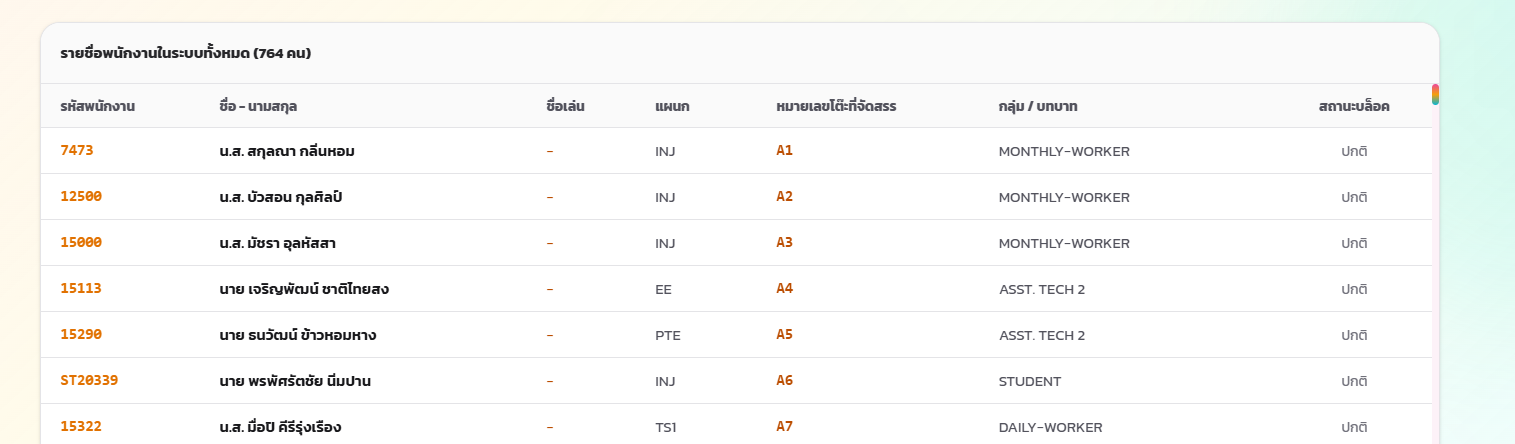 รายชื่อพนักงานในระบบทั้งหมด (764 คน)
รหัสพนักงาน ชื่อ - นามสกุล ชื่อเล่น แผนก หมายเลขโต๊ะที่จัดสรร กลุ่ม / บทบาท สถานะบล็อค
7473 น.ส. สกุลณา กลิ่นหอม - INJ A1 MONTHLY-WORKER ปกติ
12500 น.ส. บัวสอน กุลศิลป์ - INJ A2 MONTHLY-WORKER ปกติ
15000 น.ส. มัชรา อุลหัสสา - INJ A3 MONTHLY-WORKER ปกติ
15113 นาย เจริญพัฒน์ ชาติไทยสง - EE A4 ASST. TECH 2 ปกติ
15290 นาย ธนวัฒน์ ข้าวหอมหาง - PTE A5 ASST. TECH 2 ปกติ
ST20339 นาย พรพัศรัตชัย นิ่มปาน - INJ A6 STUDENT ปกติ
15322 น.ส. มื่อปิ คีรีรุ่งเรือง - TS1 A7 DAILY-WORKER ปกติ